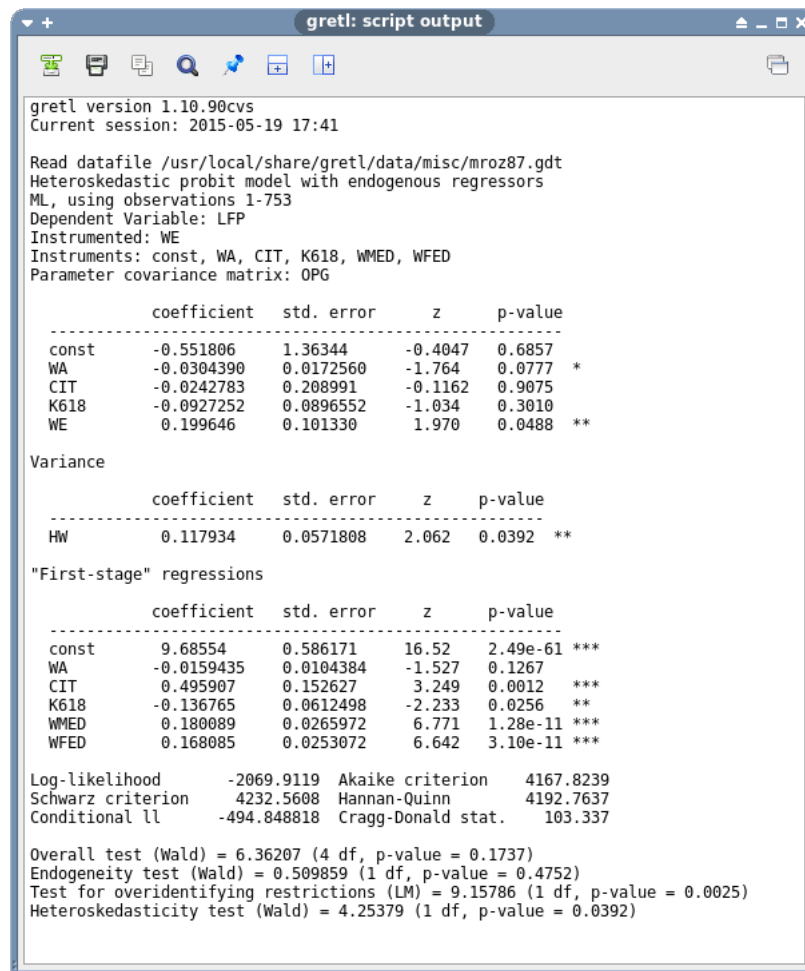 gretl: script output
gretl version 1.10.90cvs
Current session: 2015-05-19 17:41
Read datafile /usr/local/share/gretl/data/misc/mroz87.gdt
Heteroskedastic probit model with endogenous regressors
ML, using observations 1-753
Dependent Variable: LFP
Instrumented: WE
Instruments: const, WA, CIT, K618, WMED, WFED
Parameter covariance matrix: OPG
coefficient std. error z p-value
-------------------------------------------------------
const -0.551806 1.36344 -0.4047 0.6857
WA -0.0304390 0.0172560 -1.764 0.0777 *
CIT -0.0242783 0.208991 -0.1162 0.9075
K618 -0.0927252 0.0896552 -1.034 0.3010
WE 0.199646 0.101330 1.970 0.0488 **
Variance
coefficient std. error z p-value
-----------------------------------------------------
HW 0.117934 0.0571808 2.062 0.0392 **
"First-stage" regressions
coefficient std. error z p-value
-------------------------------------------------------
const 9.68554 0.586171 16.52 2.49e-61 ***
WA -0.0159435 0.0104384 -1.527 0.1267
CIT 0.495907 0.152627 3.249 0.0012 ***
K618 -0.136765 0.0612498 -2.233 0.0256 **
WMED 0.180089 0.0265972 6.771 1.28e-11 ***
WFED 0.168085 0.0253072 6.642 3.10e-11 ***
Log-likelihood -2069.9119 Akaike criterion 4167.8239
Schwarz criterion 4232.5608 Hannan-Quinn 4192.7637
Conditional ll -494.848818 Cragg-Donald stat. 103.337
Overall test (Wald) = 6.36207 (4 df, p-value = 0.1737)
Endogeneity test (Wald) = 0.509859 (1 df, p-value = 0.4752)
Test for overidentifying restrictions (LM) = 9.15786 (1 df, p-value = 0.0025)
Heteroskedasticity test (Wald) = 4.25379 (1 df, p-value = 0.0392)